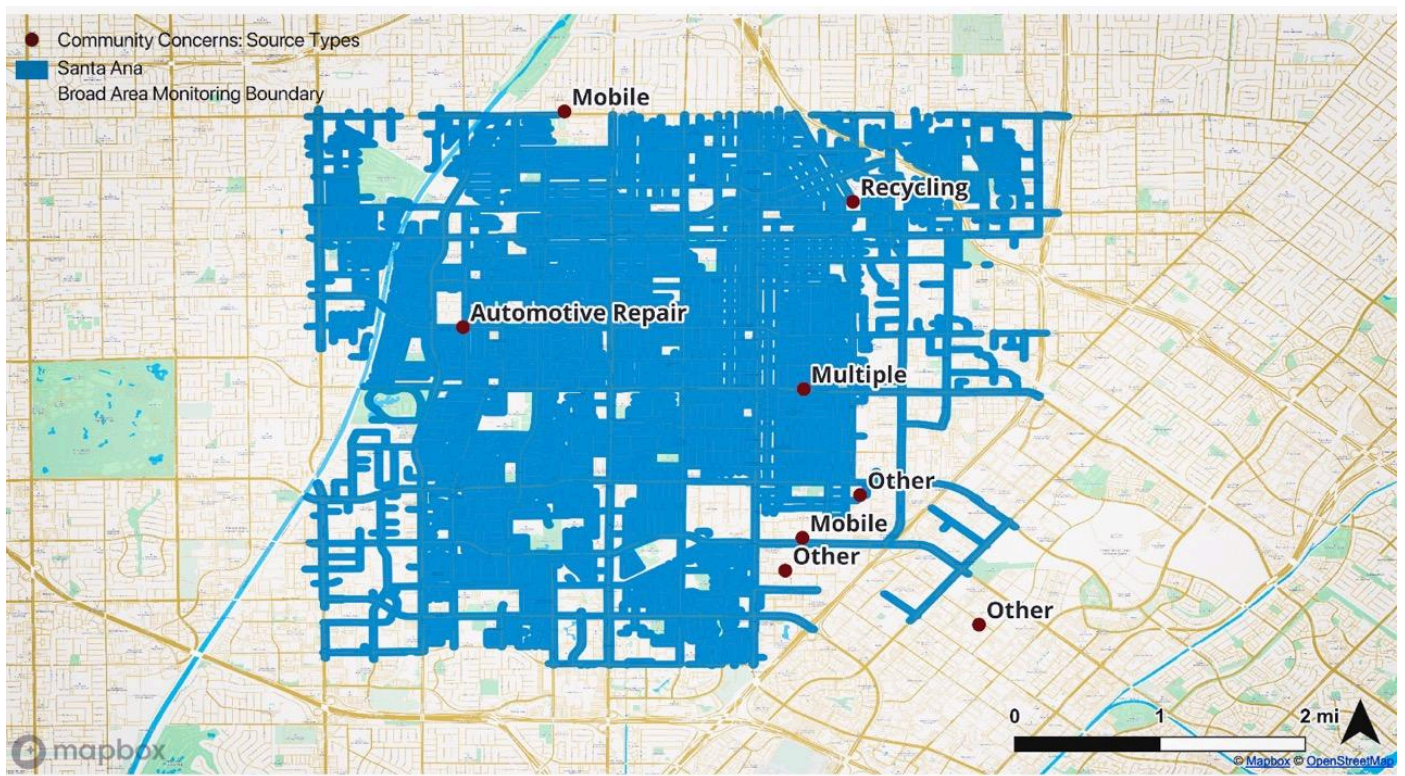 Community Concerns: Source Types
Santa Ana
Broad Area Monitoring Boundary
Mobile
Recycling
Automotive Repair
Multiple
Other
Mobile
Other
Other
0 1 2 mi
mapbox
© Mapbox © OpenStreetMap